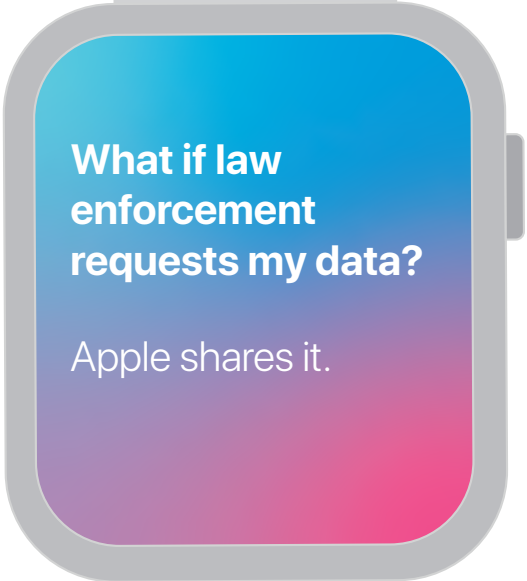 What if law
enforcement
requests my data?
Apple shares it.